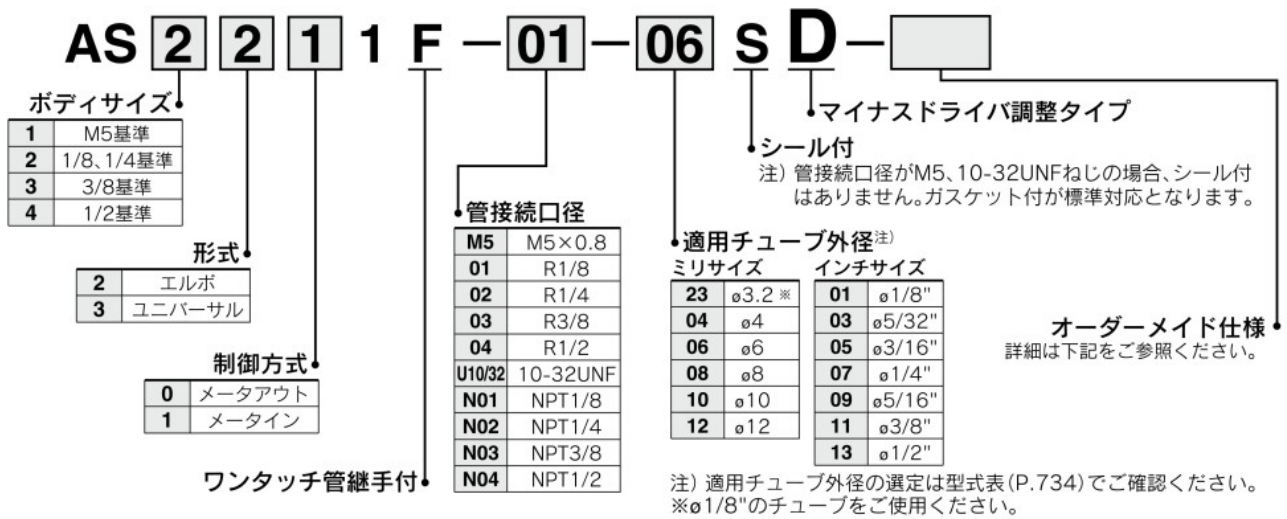 AS 2 2 1 1 F － 01 － 06 S D －
ボディサイズ
1 M5基準
2 1/8、1/4基準
3 3/8基準
4 1/2基準
形式
2 エルボ
3 ユニバーサル
制御方式
0 メータアウト
1 メータイン
ワンタッチ管継手付
管接続口径
M5 M5×0.8
01 R1/8
02 R1/4
03 R3/8
04 R1/2
U10/32 10-32UNF
N01 NPT1/8
N02 NPT1/4
N03 NPT3/8
N04 NPT1/2
適用チューブ外径注）
ミリサイズ
23 ø3.2 ※
04 ø4
06 ø6
08 ø8
10 ø10
12 ø12
インチサイズ
01 ø1/8"
03 ø5/32"
05 ø3/16"
07 ø1/4"
09 ø5/16"
11 ø3/8"
13 ø1/2"
注）適用チューブ外径の選定は型式表(P.734)でご確認ください。
※ø1/8"のチューブをご使用ください。
シール付
注）管接続口径がM5、10-32UNFねじの場合、シール付
はありません。ガスケット付が標準対応となります。
マイナスドライバ調整タイプ
オーダーメイド仕様
詳細は下記をご参照ください。